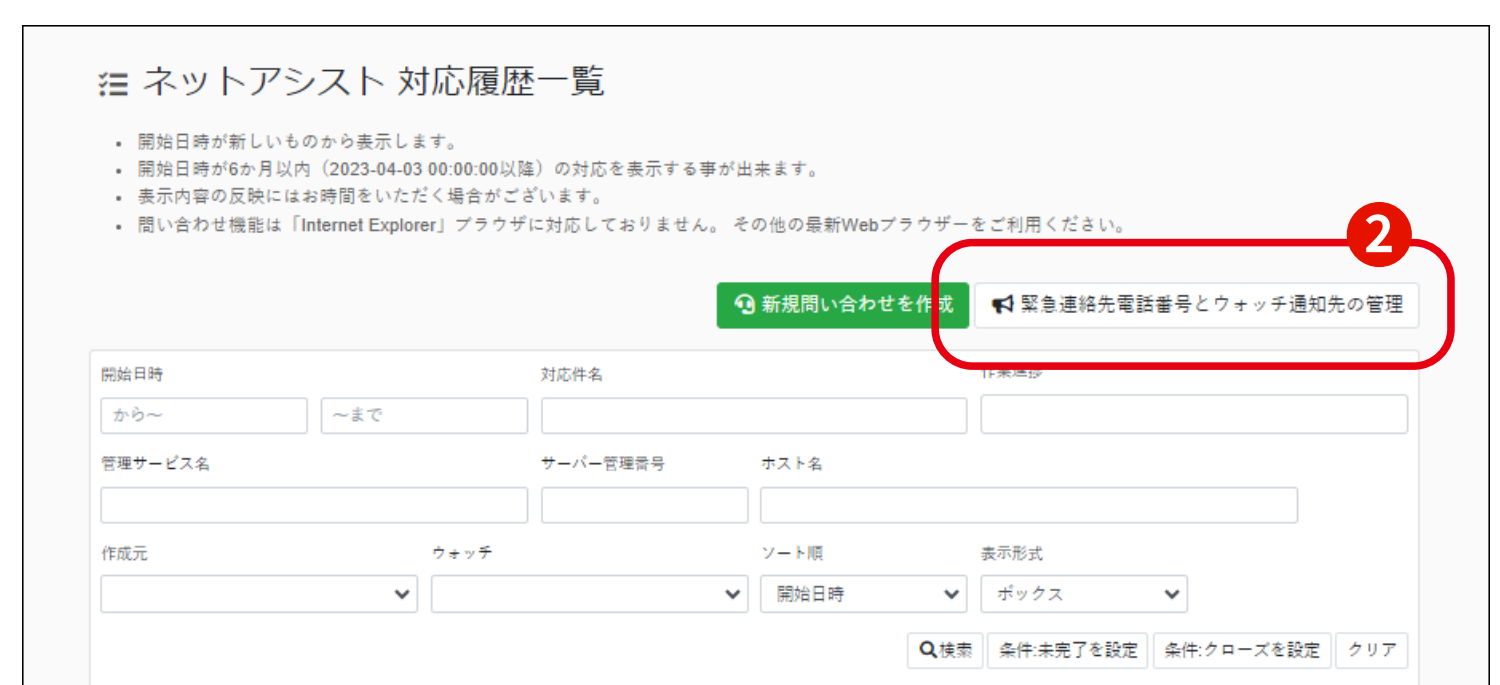 ネットアシスト 対応履歴一覧
開始日時が新しいものから表示します。
開始日時が6か月以内（2023-04-03 00:00:00以降）の対応を表示する事が出来ます。
表示内容の反映にはお時間をいただく場合がございます。
問い合わせ機能は「Internet Explorer」ブラウザに対応しておりません。 その他の最新Webブラウザーをご利用ください。
2
新規問い合わせを作成 緊急連絡先電話番号とウォッチ通知先の管理
開始日時 対応件名 作業進捗
から～ ～まで
管理サービス名 サーバー管理番号 ホスト名
作成元 ウォッチ ソート順 表示形式
開始日時 ボックス
検索 条件:未完了を設定 条件:クローズを設定 クリア